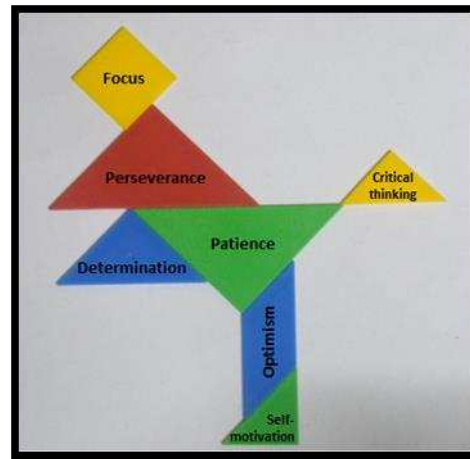 Focus
Perseverance
Critical
thinking
Patience
Determination
Optimism
Self-
motivation